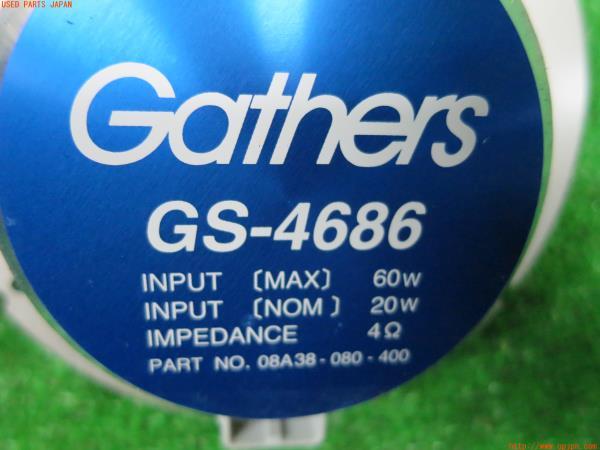 USED PARTS JAPAN
Gathers
GS-4686
INPUT [MAX] 60W
INPUT [NOM] 20W
IMPEDANCE 4Ω
PART NO. 08A38-080-400